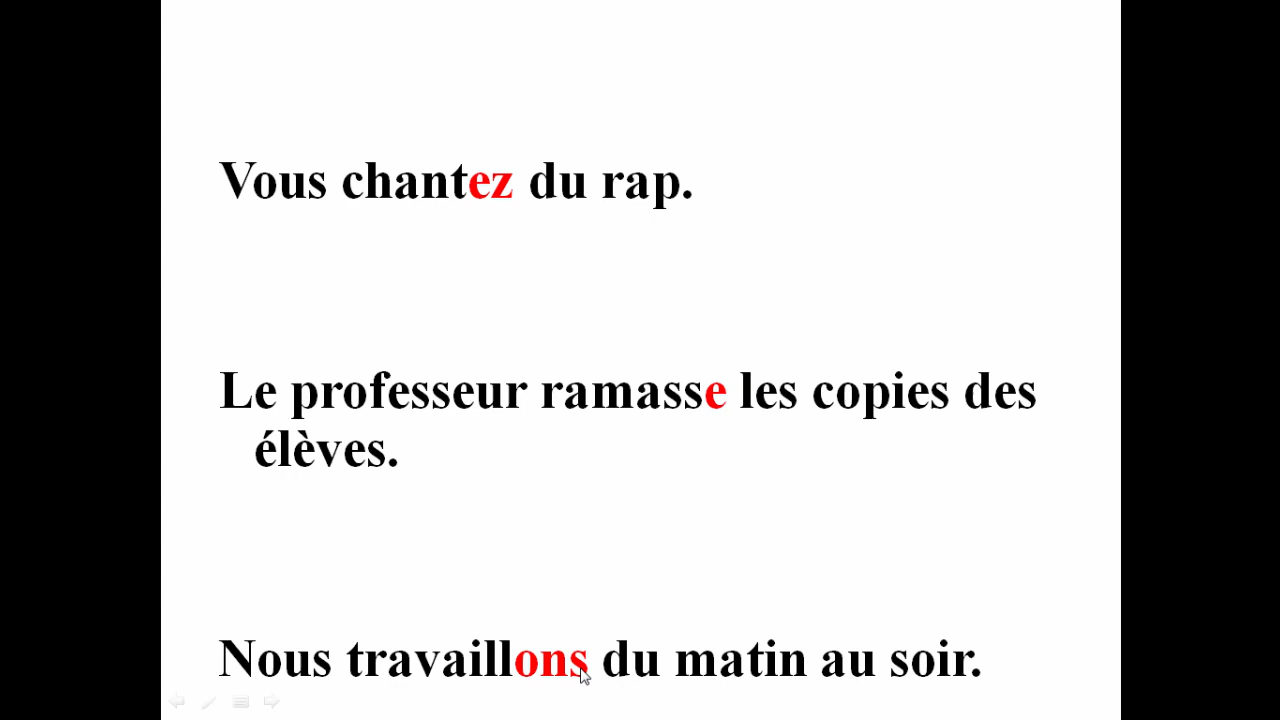 Vous chantez du rap.
Le professeur ramasse les copies des
élèves.
Nous travaillons du matin au soir.